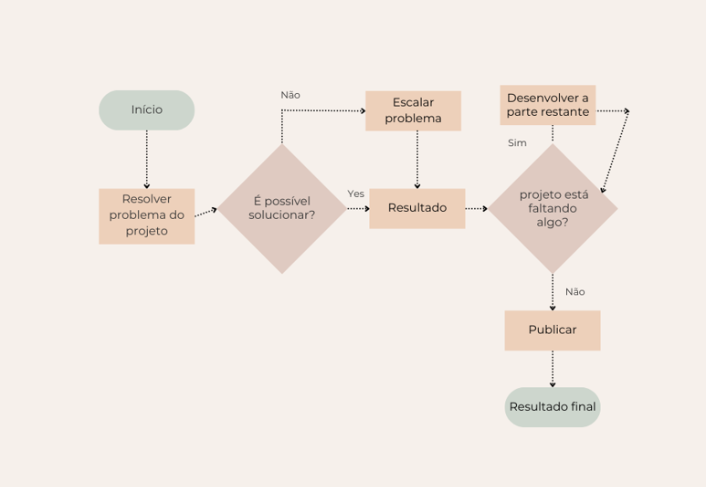 Início
Resolver
problema do
projeto
É possível
solucionar?
Não
Yes
Escalar
problema
Resultado
Desenvolver a
parte restante
Sim
projeto está
faltando
algo?
Não
Publicar
Resultado final